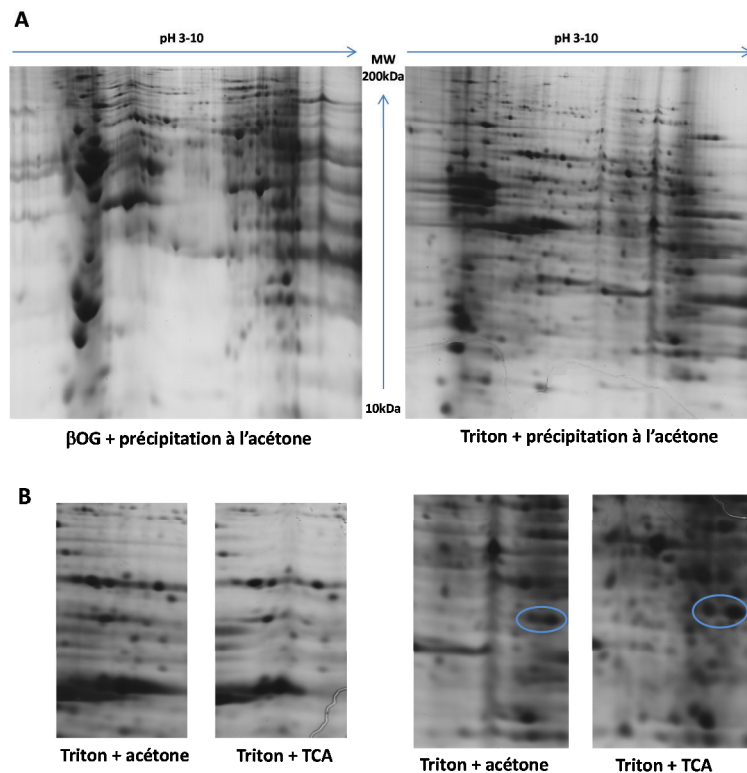 A
pH 3-10
MW
200kDa
pH 3-10
10kDa
βOG + précipitation à l'acétone
Triton + précipitation à l'acétone
B
Triton + acétone
Triton + TCA
Triton + acétone
Triton + TCA